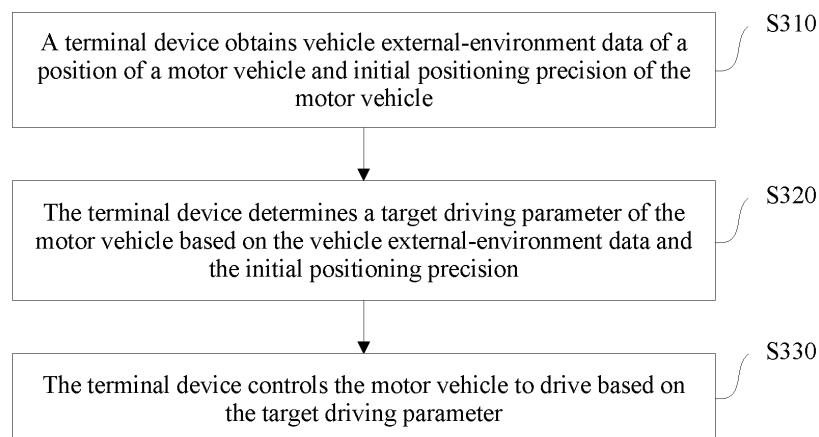 S310
A terminal device obtains vehicle external-environment data of a
position of a motor vehicle and initial positioning precision of the
motor vehicle
S320
The terminal device determines a target driving parameter of the
motor vehicle based on the vehicle external-environment data and
the initial positioning precision
S330
The terminal device controls the motor vehicle to drive based on
the target driving parameter